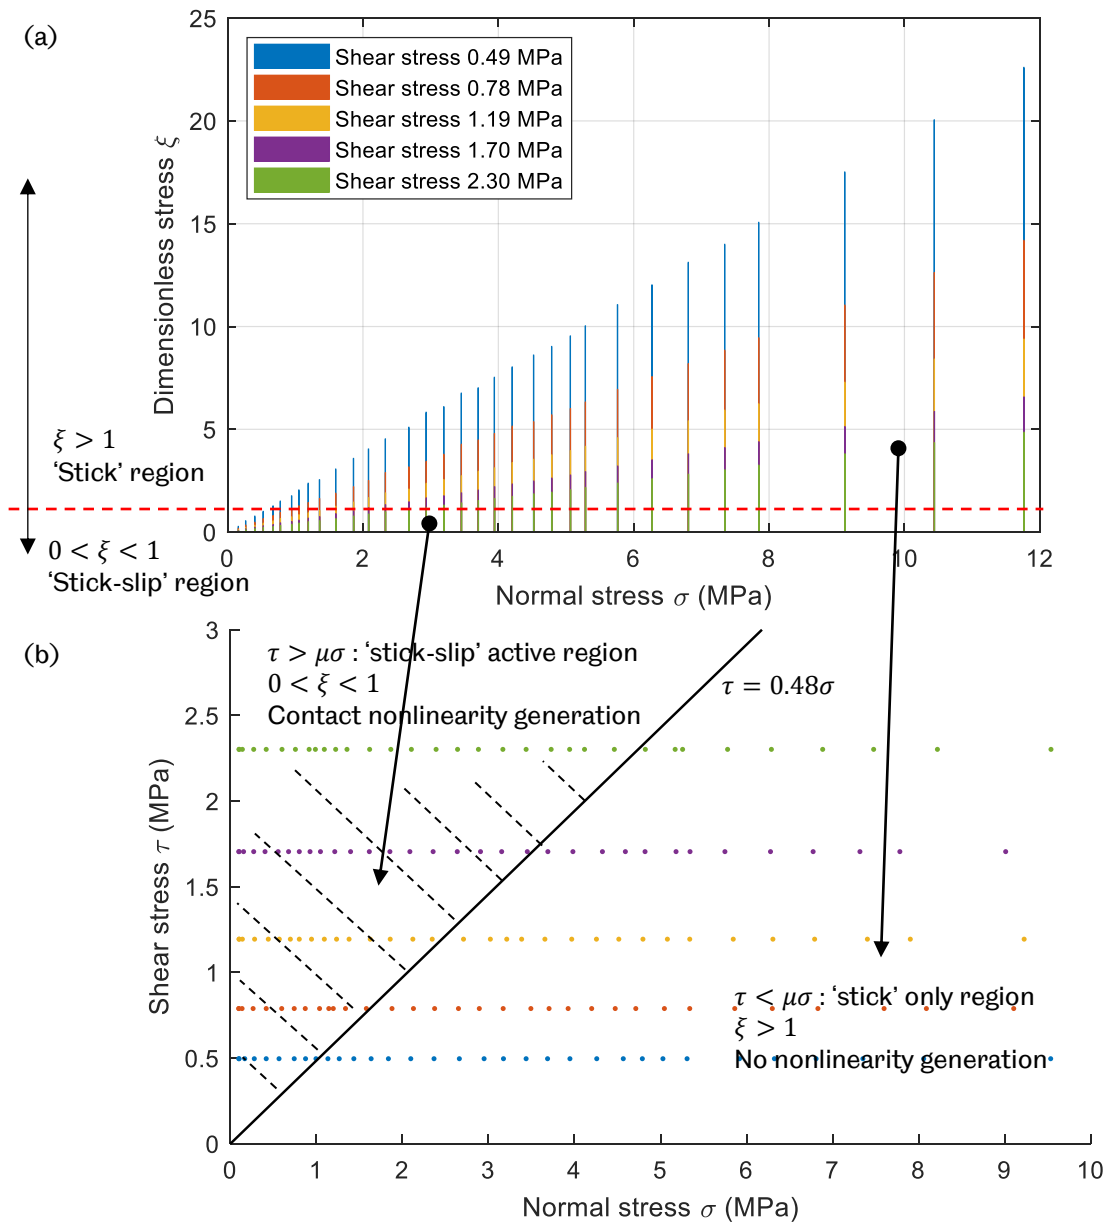 (a)
25
20
15
10
5
0
Dimensionless stress ξ
Shear stress 0.49 MPa
Shear stress 0.78 MPa
Shear stress 1.19 MPa
Shear stress 1.70 MPa
Shear stress 2.30 MPa
ξ > 1
‘Stick’ region
0 < ξ < 1
‘Stick-slip’ region
0 2 4 6 8 10 12
Normal stress σ (MPa)
(b)
3
2.5
2
1.5
1
0.5
0
Shear stress τ (MPa)
τ > μσ : ‘stick-slip’ active region
0 < ξ < 1
Contact nonlinearity generation
τ = 0.48σ
τ < μσ : ‘stick’ only region
ξ > 1
No nonlinearity generation
0 1 2 3 4 5 6 7 8 9 10
Normal stress σ (MPa)